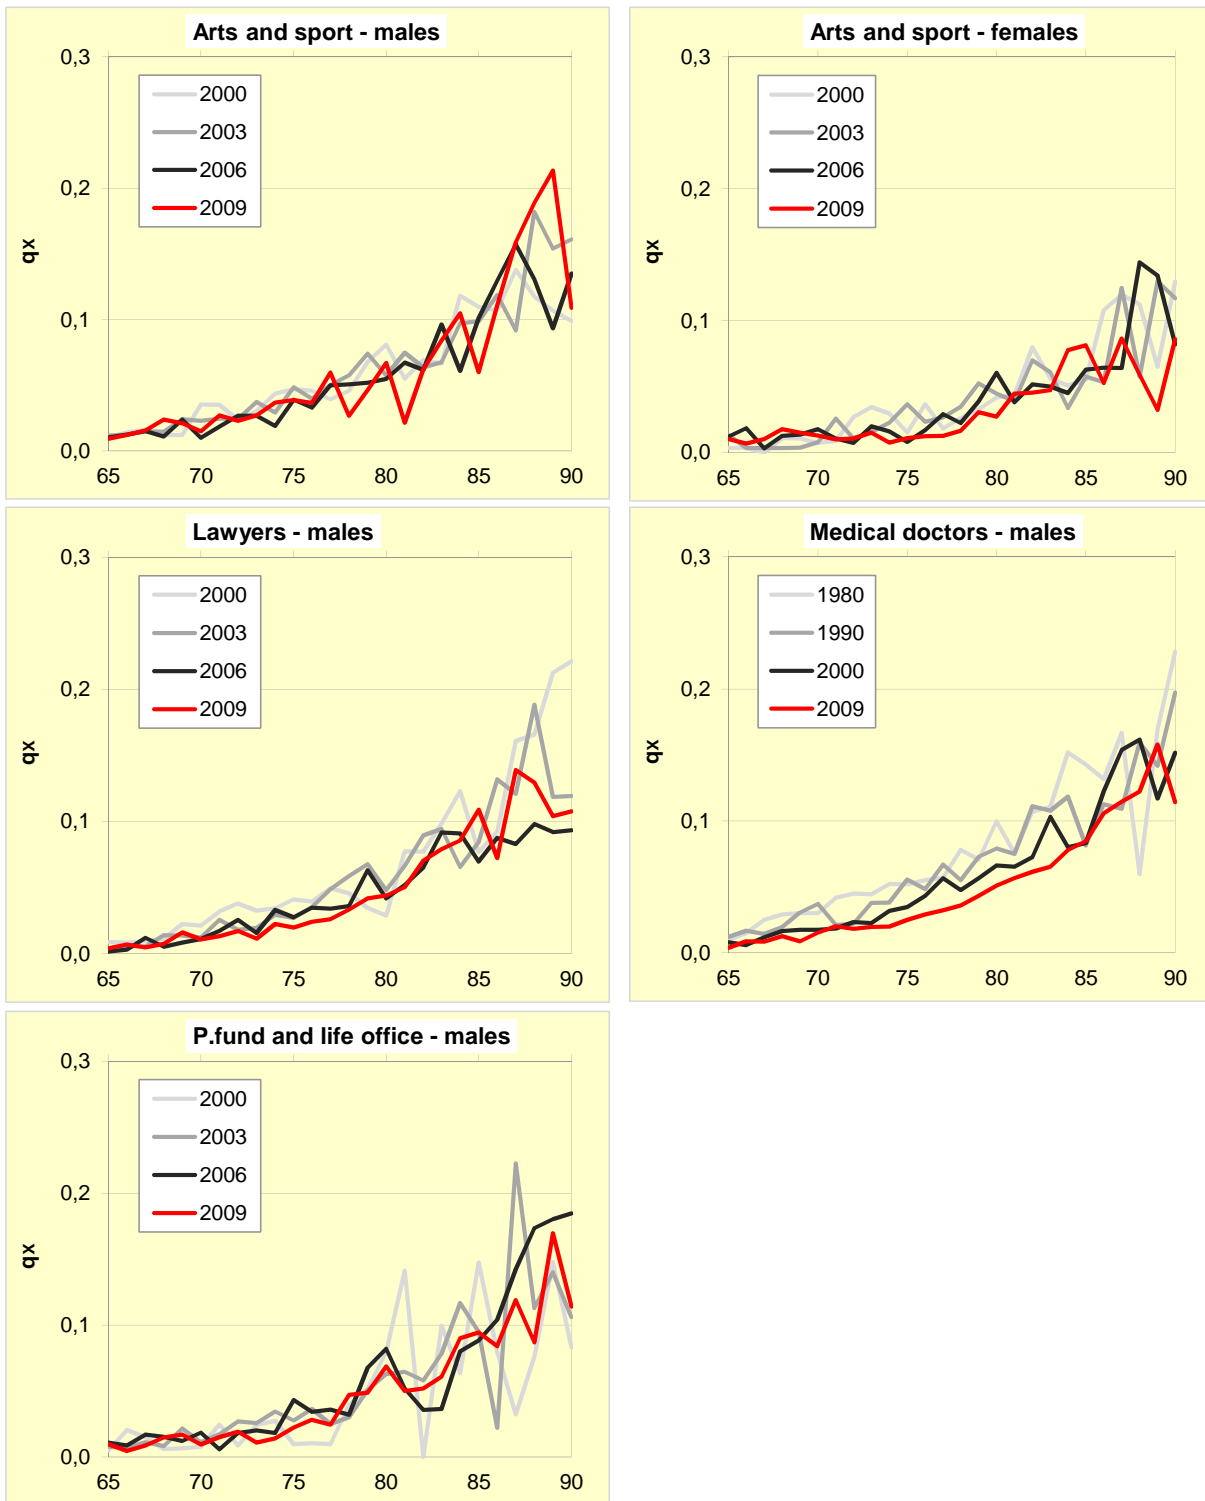 Arts and sport - males
0,3
0,2
0,1
0,0
qx
2000
2003
2006
2009
65 70 75 80 85 90
Arts and sport - females
0,3
0,2
0,1
0,0
qx
2000
2003
2006
2009
65 70 75 80 85 90
Lawyers - males
0,3
0,2
0,1
0,0
qx
2000
2003
2006
2009
65 70 75 80 85 90
Medical doctors - males
0,3
0,2
0,1
0,0
qx
1980
1990
2000
2009
65 70 75 80 85 90
P.fund and life office - males
0,3
0,2
0,1
0,0
qx
2000
2003
2006
2009
65 70 75 80 85 90